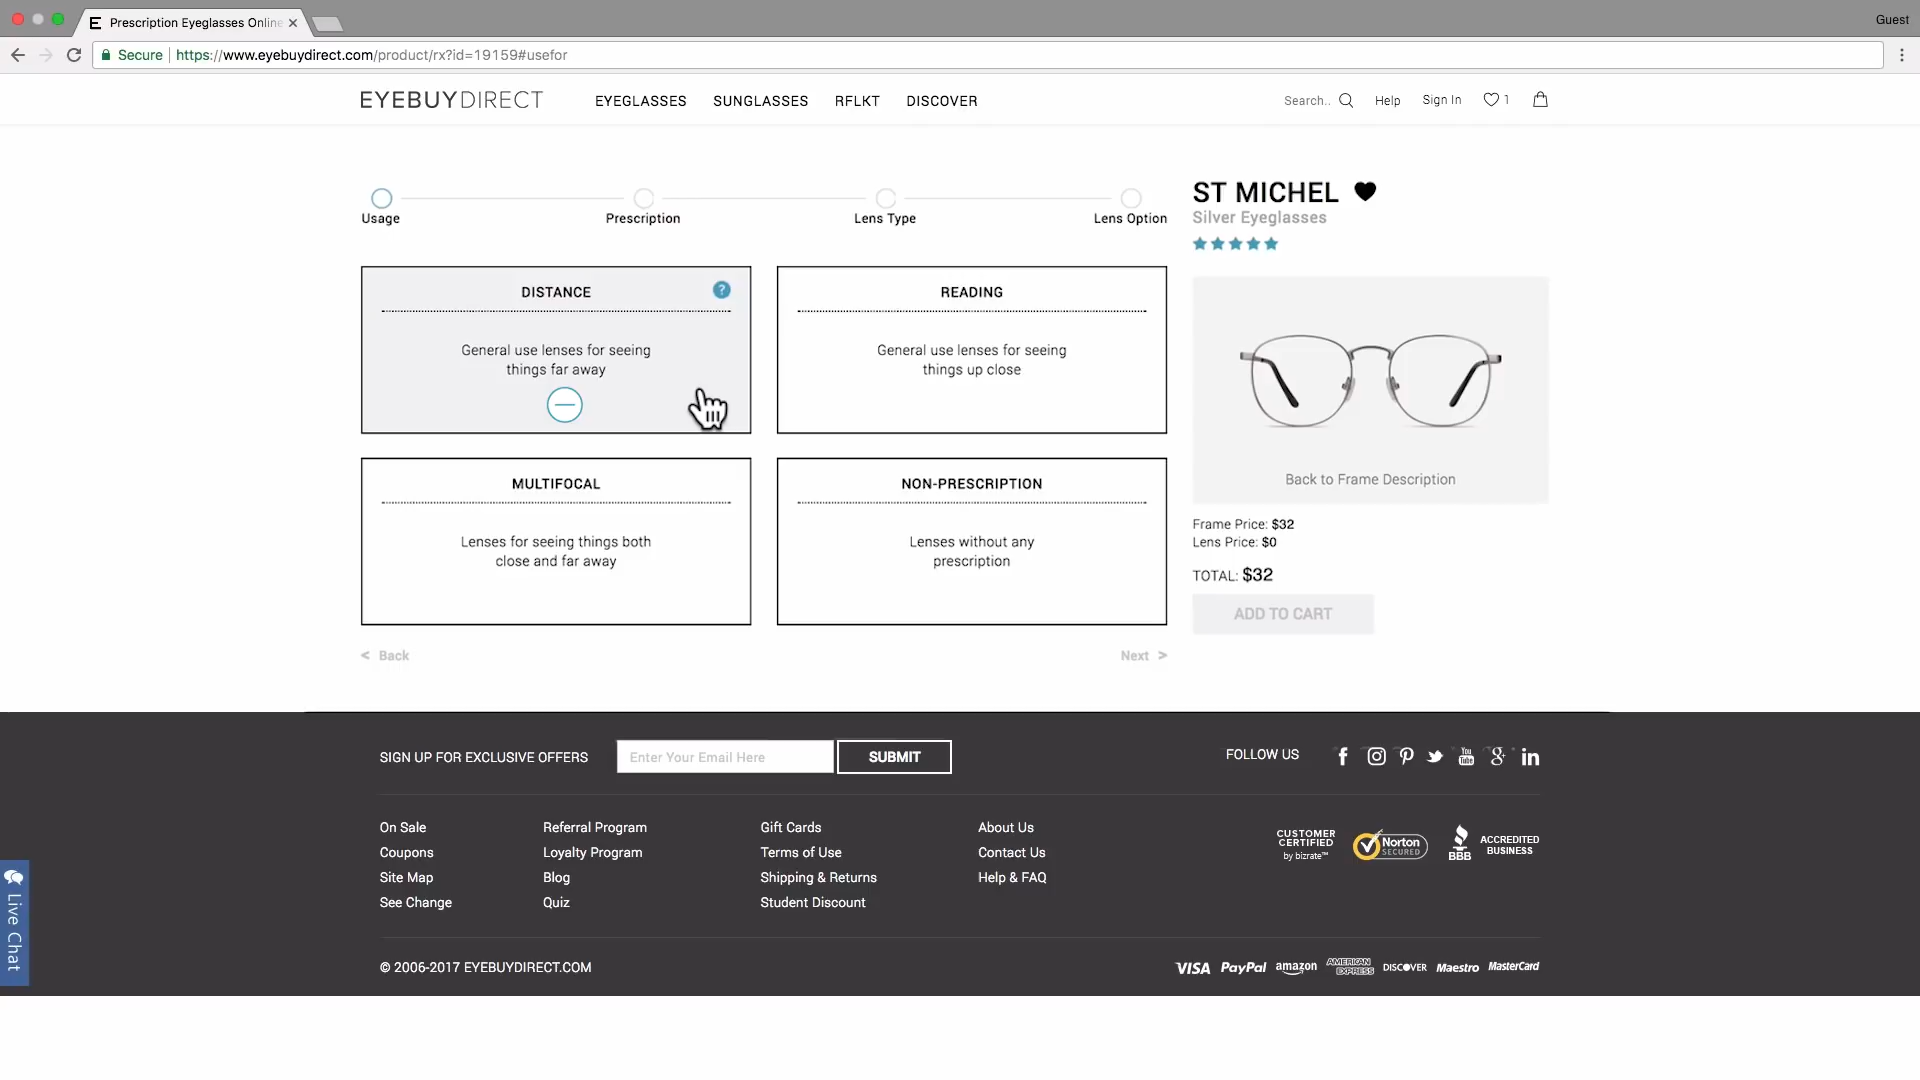 Prescription Eyeglasses Online
Guest
Secure https://www.eyebuydirect.com/product/rx?id=19159#usefor
EYEBUYDIRECT
EYEGLASSES SUNGLASSES RFLKT DISCOVER
Search.. Help Sign In 1
Usage Prescription Lens Type Lens Option
DISTANCE
?
General use lenses for seeing
things far away
READING
General use lenses for seeing
things up close
MULTIFOCAL
Lenses for seeing things both
close and far away
NON-PRESCRIPTION
Lenses without any
prescription
< Back
Next >
ST MICHEL
Silver Eyeglasses
Back to Frame Description
Frame Price: $32
Lens Price: $0
TOTAL: $32
ADD TO CART
SIGN UP FOR EXCLUSIVE OFFERS
Enter Your Email Here
SUBMIT
FOLLOW US
You
Tube
On Sale
Coupons
Site Map
See Change
Referral Program
Loyalty Program
Blog
Quiz
Gift Cards
Terms of Use
Shipping & Returns
Student Discount
About Us
Contact Us
Help & FAQ
CUSTOMER
CERTIFIED
by bizrate™
Norton
SECURED
BBB
ACCREDITED
BUSINESS
Live Chat
© 2006-2017 EYEBUYDIRECT.COM
VISA PayPal amazon AMERICAN EXPRESS DISCOVER Maestro MasterCard